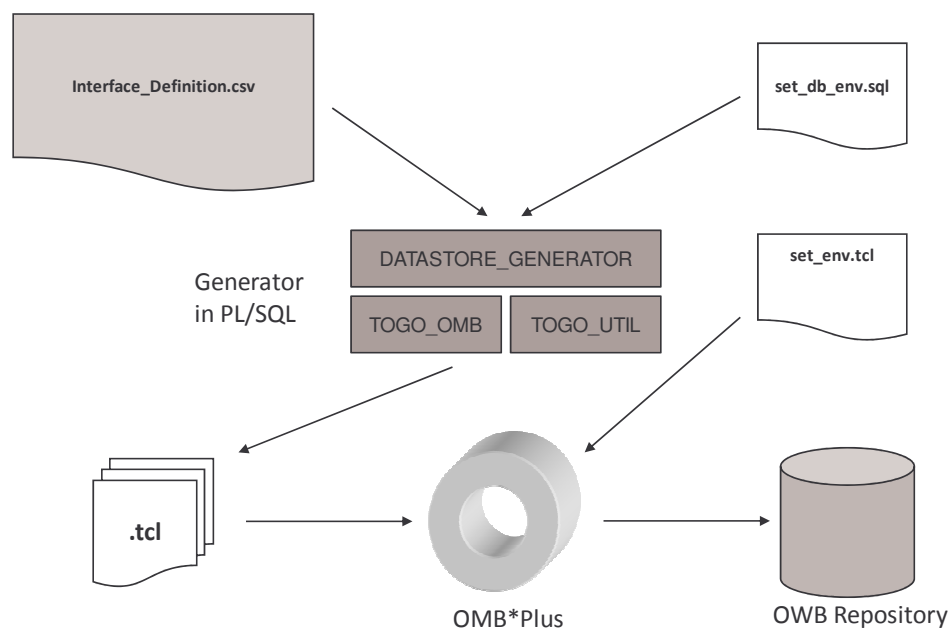 Interface_Definition.csv
set_db_env.sql
DATASTORE_GENERATOR
set_env.tcl
Generator
in PL/SQL
TOGO_OMB
TOGO_UTIL
.tcl
OMB*Plus
OWB Repository